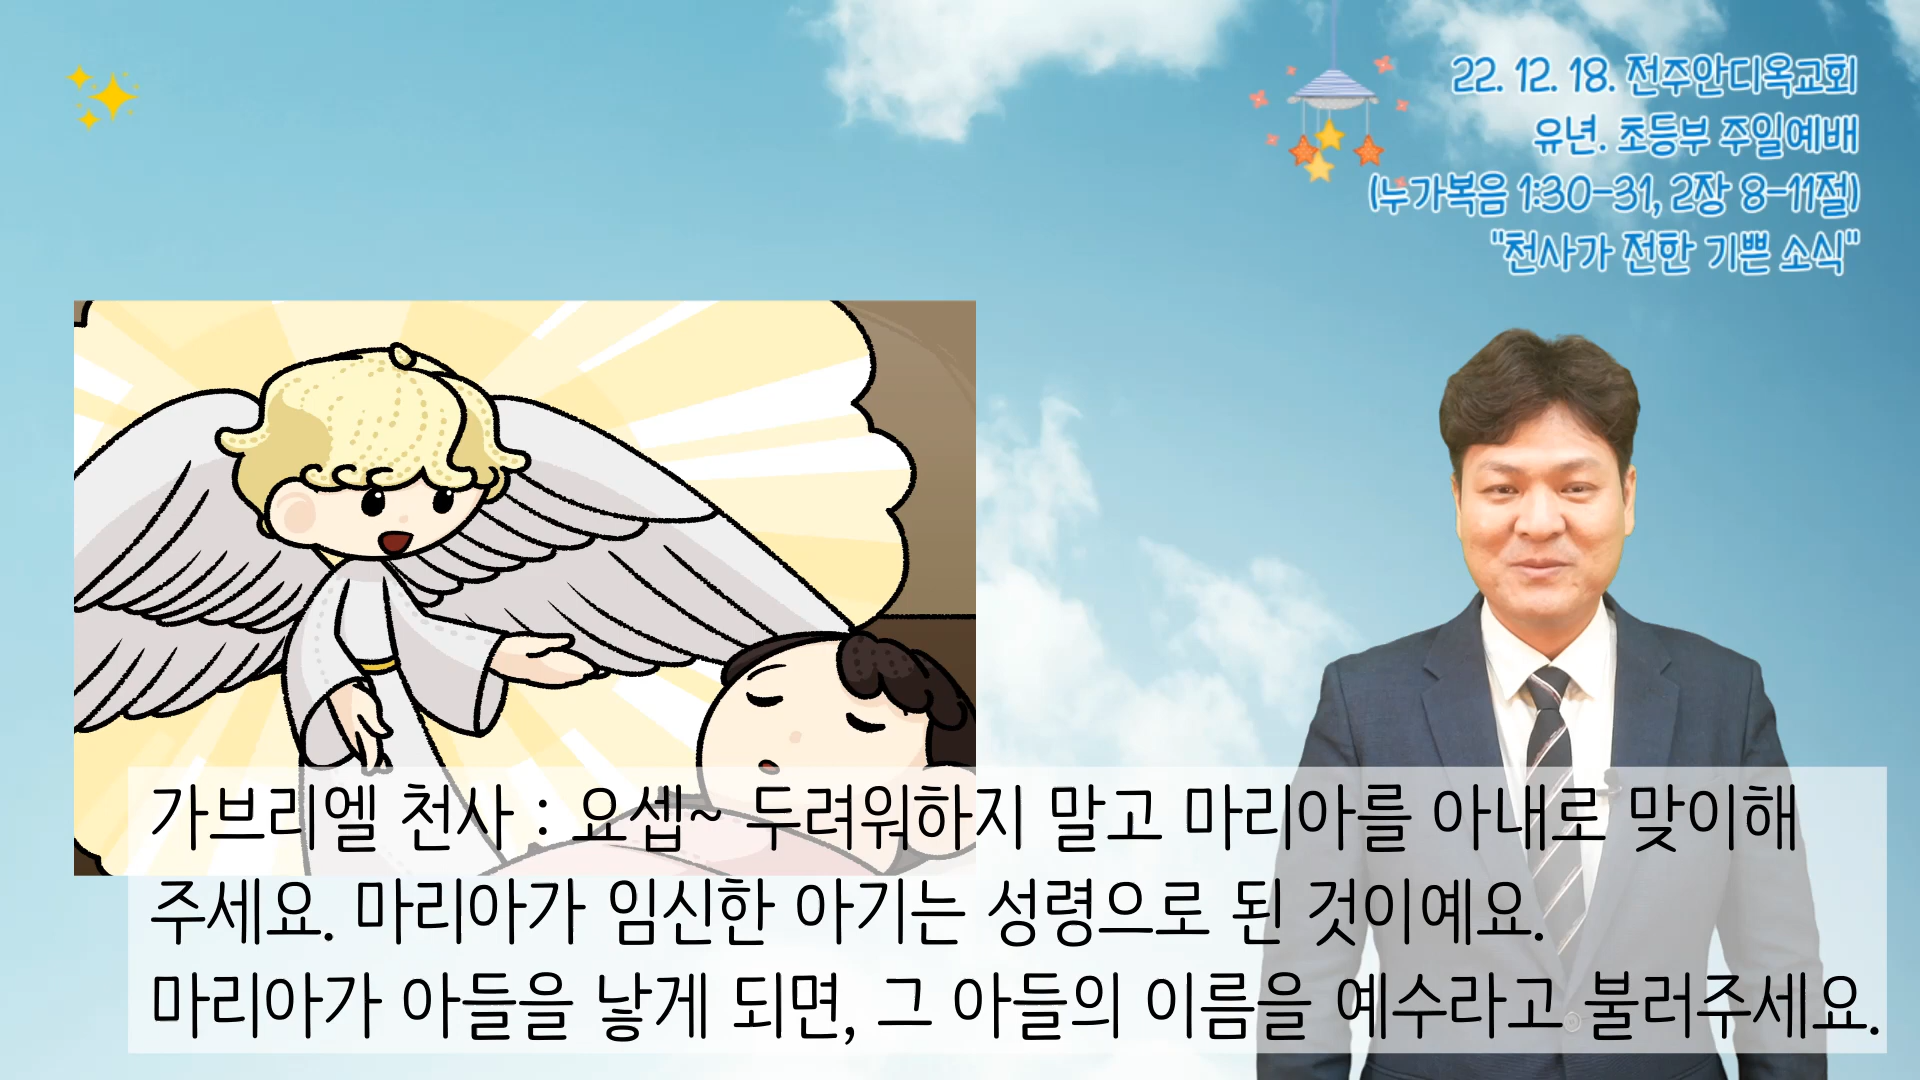 22. 12. 18. 전주안디옥교회
유년. 초등부 주일예배
(누가복음 1:30-31, 2장 8-11절)
"천사가 전한 기쁜 소식"
가브리엘 천사 : 요셉~ 두려워하지 말고 마리아를 아내로 맞이해
주세요. 마리아가 임신한 아기는 성령으로 된 것이예요.
마리아가 아들을 낳게 되면, 그 아들의 이름을 예수라고 불러주세요.